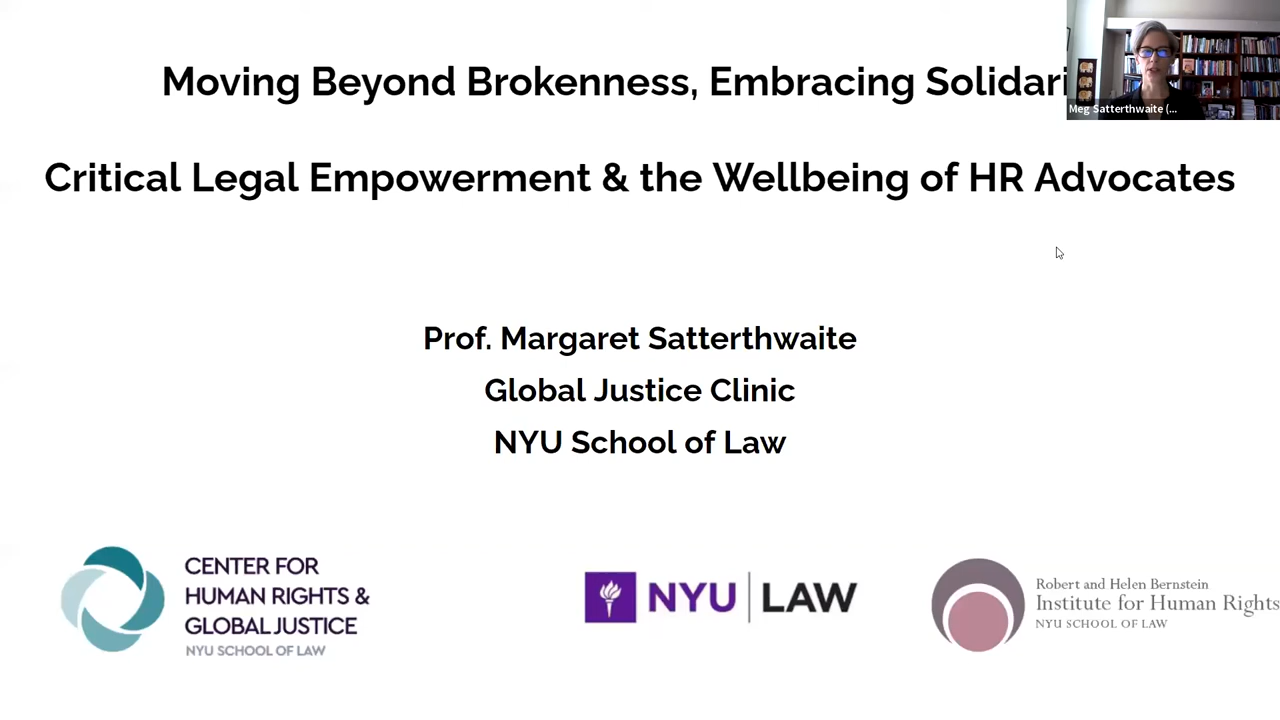 Moving Beyond Brokenness, Embracing Solidari
Meg Satterthwaite (...
Critical Legal Empowerment & the Wellbeing of HR Advocates
Prof. Margaret Satterthwaite
Global Justice Clinic
NYU School of Law
CENTER FOR
HUMAN RIGHTS &
GLOBAL JUSTICE
NYU SCHOOL OF LAW
NYU | LAW
Robert and Helen Bernstein
Institute for Human Rights
NYU SCHOOL OF LAW